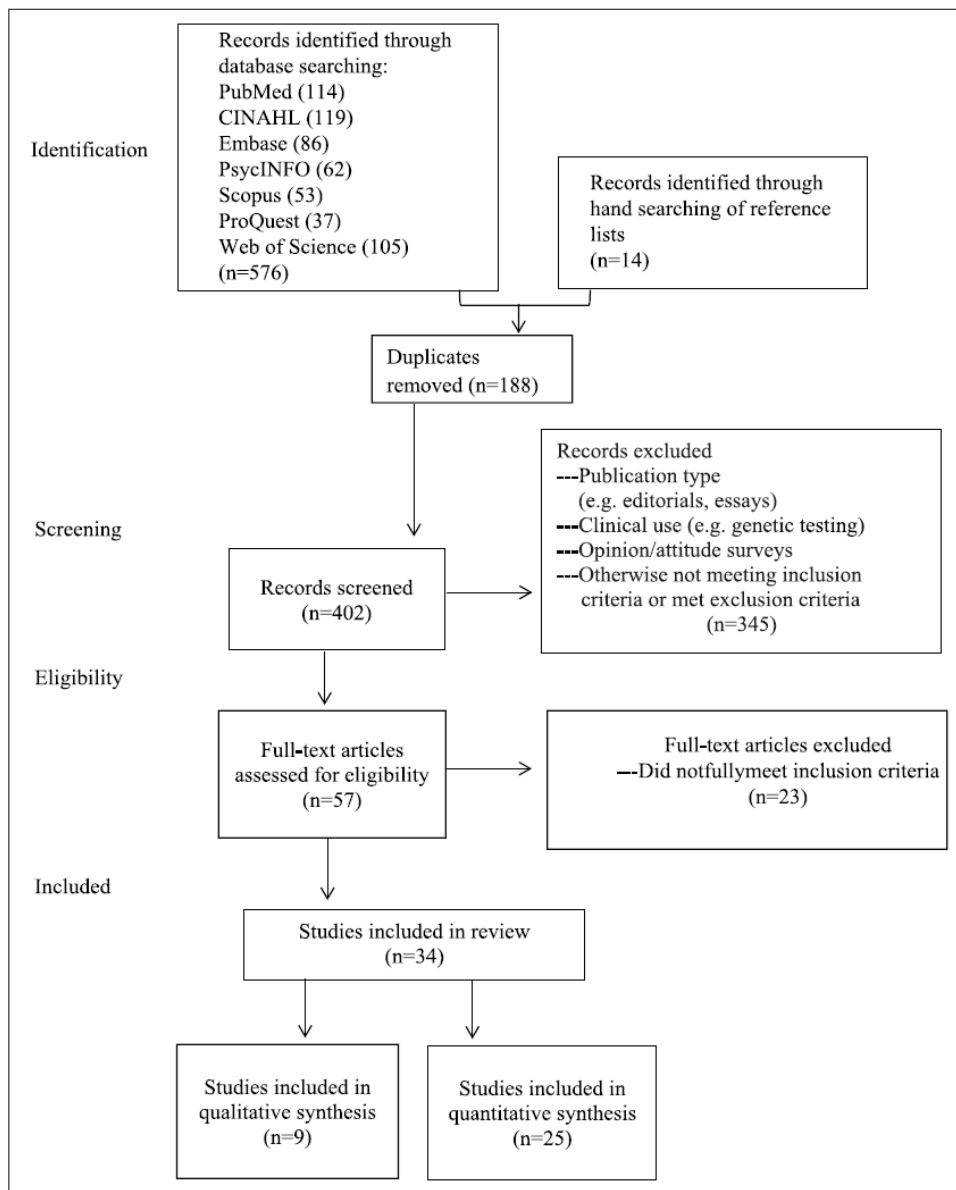 Records identified through
database searching:
PubMed (114)
CINAHL (119)
Embase (86)
PsycINFO (62)
Scopus (53)
ProQuest (37)
Web of Science (105)
(n=576)
Identification
Records identified through
hand searching of reference
lists
(n=14)
Duplicates
removed (n=188)
Records excluded
---Publication type
(e.g. editorials, essays)
---Clinical use (e.g. genetic testing)
---Opinion/attitude surveys
---Otherwise not meeting inclusion
criteria or met exclusion criteria
(n=345)
Screening
Records screened
(n=402)
Eligibility
Full-text articles
assessed for eligibility
(n=57)
Full-text articles excluded
---Did notfullymeet inclusion criteria
(n=23)
Included
Studies included in review
(n=34)
Studies included in
qualitative synthesis
(n=9)
Studies included in
quantitative synthesis
(n=25)